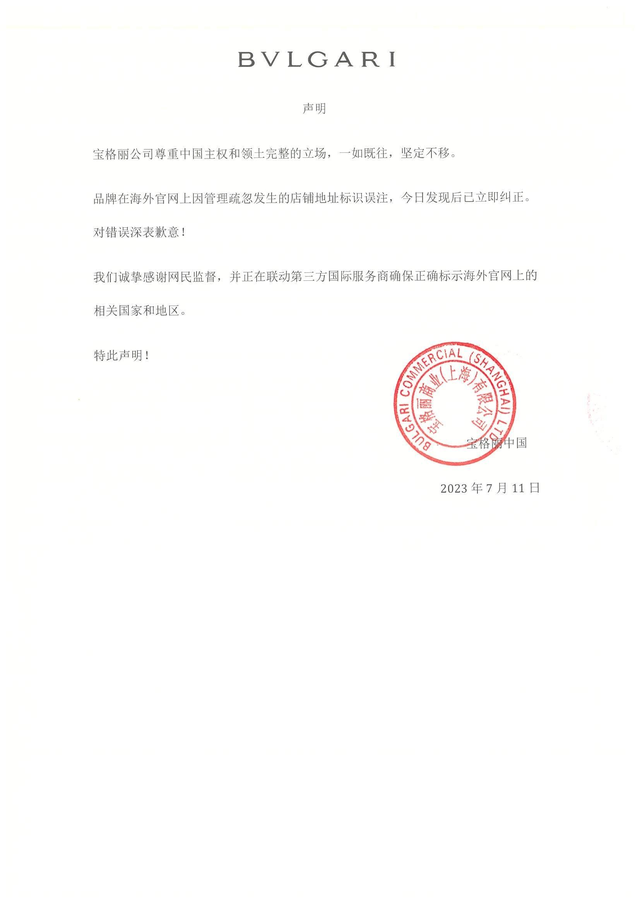 BVLGARI
声明
宝格丽公司尊重中国主权和领土完整的立场，一如既往，坚定不移。
品牌在海外官网上因管理疏忽发生的店铺地址标识误注，今日发现后已立即纠正。
对错误深表歉意！
我们诚挚感谢网民监督，并正在联动第三方国际服务商确保正确标示海外官网上的
相关国家和地区。
特此声明！
BULGARI COMMERCIAL (SHANGHAI) LTD
宝格丽商业(上海)有限公司
宝格丽中国
2023 年 7 月 11 日